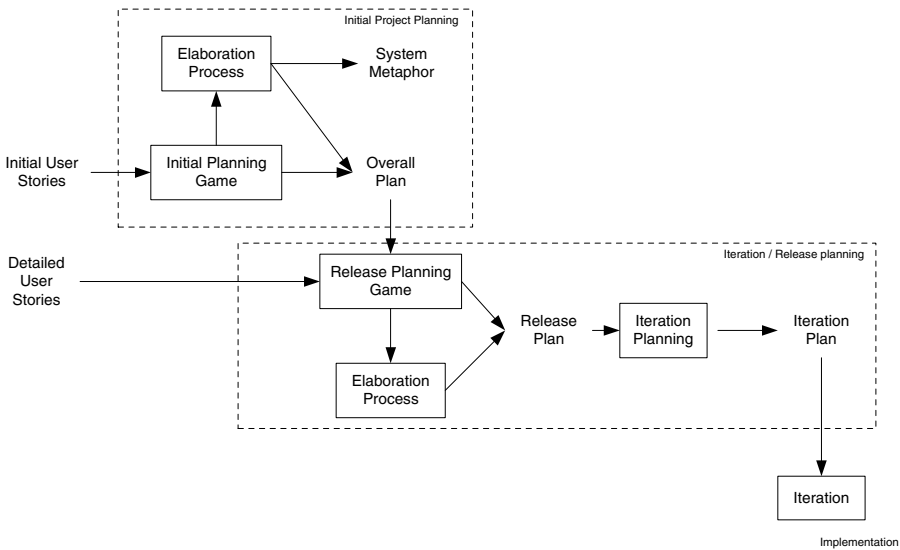 Initial Project Planning
Elaboration
Process
System
Metaphor
Initial User
Stories
Initial Planning
Game
Overall
Plan
Iteration / Release planning
Detailed
User
Stories
Release Planning
Game
Release
Plan
Iteration
Planning
Iteration
Plan
Elaboration
Process
Iteration
Implementation